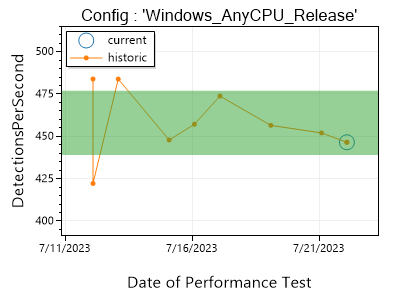 Config : 'Windows_AnyCPU_Release'
current
historic
DetectionsPerSecond
500
475
450
425
400
7/11/2023
7/16/2023
7/21/2023
Date of Performance Test